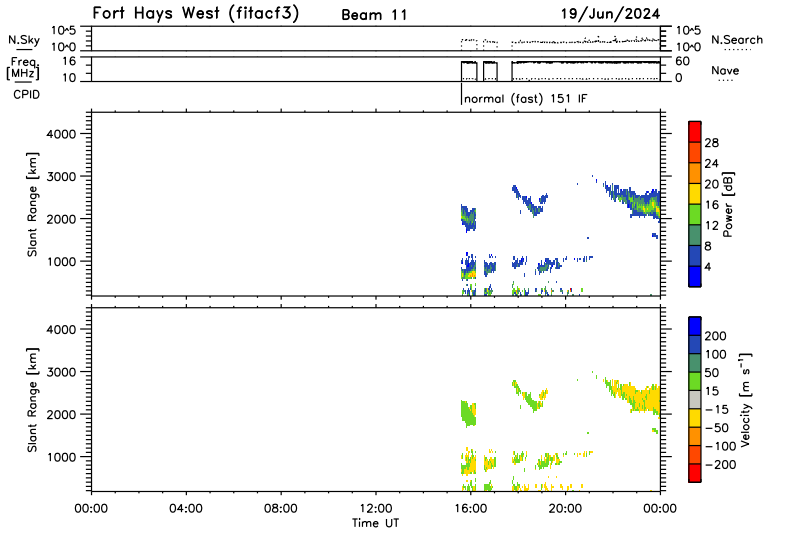 Fort Hays West (fitacf3) Beam 11 19/Jun/2024
N.Sky 10^5 10^0 10^5 10^0 N.Search
Freq. [MHz] 16 10 60 0 Nave
CPID normal (fast) 151 IF
Slant Range [km] 4000 3000 2000 1000
Power [dB] 28 24 20 16 12 8 4
Slant Range [km] 4000 3000 2000 1000
Velocity [m s⁻¹] 200 100 50 15 −15 −50 −100 −200
00:00 04:00 08:00 12:00 16:00 20:00 00:00
Time UT